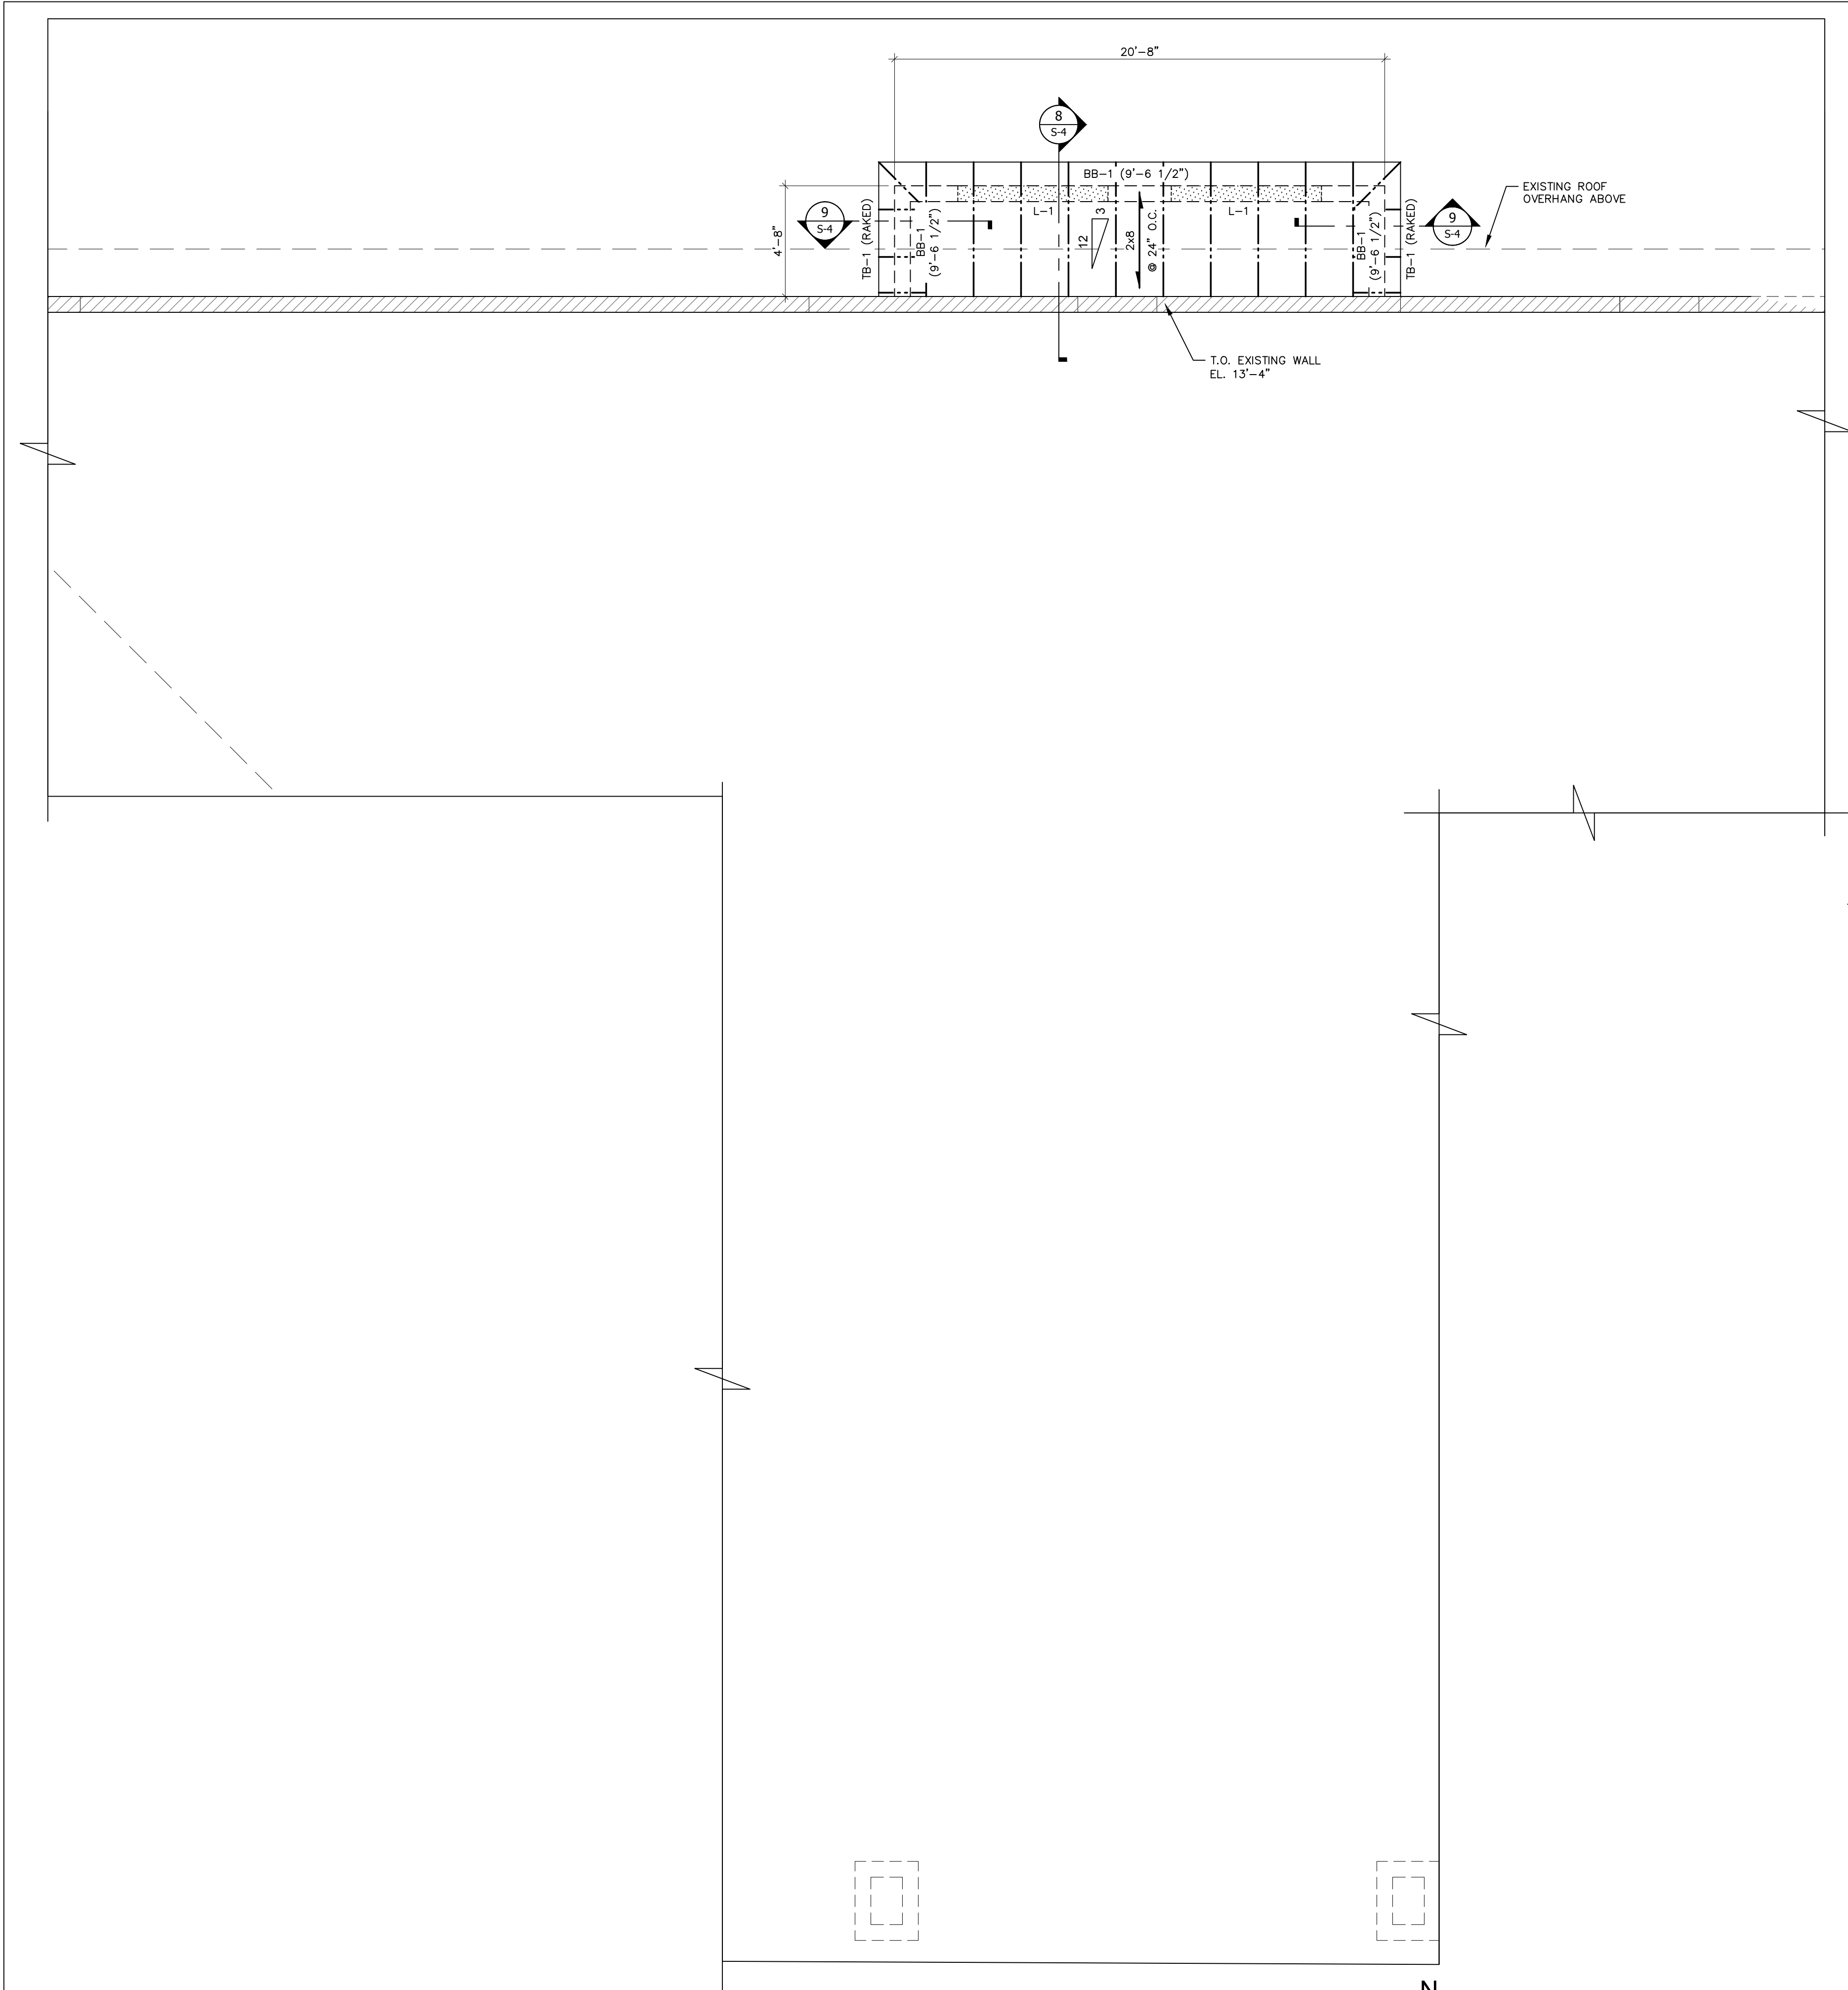 20'-8"
8
S-4
BB-1 (9'-6 1/2")
EXISTING ROOF
OVERHANG ABOVE
9
S-4
4'-8"
TB-1 (RAKED)
BB-1
(9'-6 1/2")
L-1
12
3
2x8
@ 24" O.C.
L-1
BB-1
(9'-6 1/2")
TB-1 (RAKED)
9
S-4
T.O. EXISTING WALL
EL. 13'-4"
N